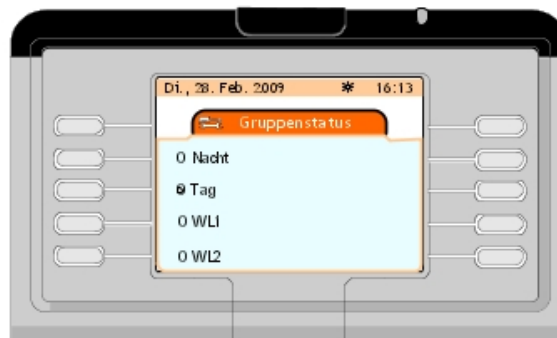 Di., 28. Feb. 2009 16:13
Gruppenstatus
O Nacht
Tag
O WL1
O WL2